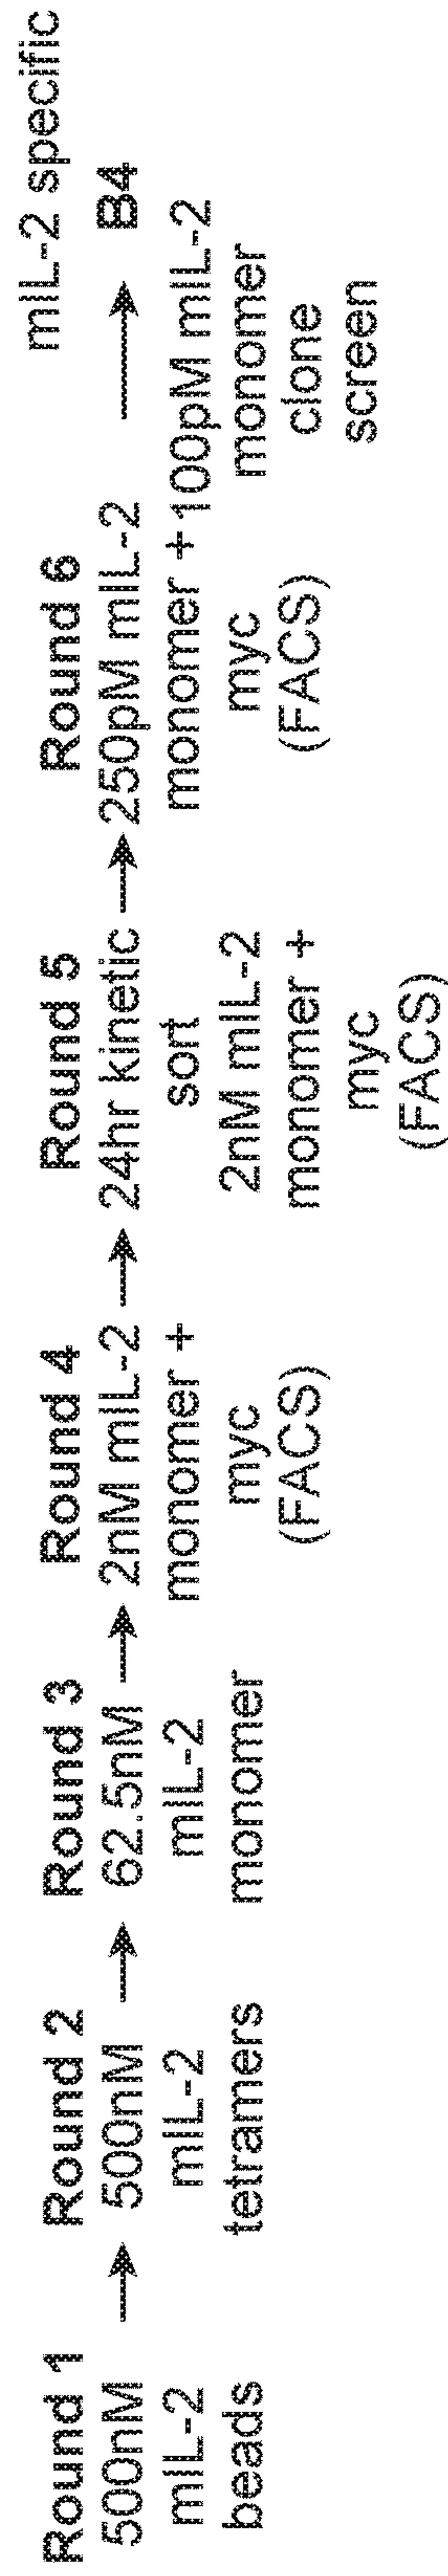 Round 1
500nM
mIL-2
beads
Round 2
500nM
mIL-2
tetramers
Round 3
62.5nM
mIL-2
monomer
Round 4
2nM mIL-2
monomer +
myc
(FACS)
Round 5
24hr kinetic
sort
2nM mIL-2
monomer +
myc
(FACS)
Round 6
250pM mIL-2
monomer +
myc
(FACS)
100pM mIL-2
monomer
clone
screen
mIL-2 specific
B4